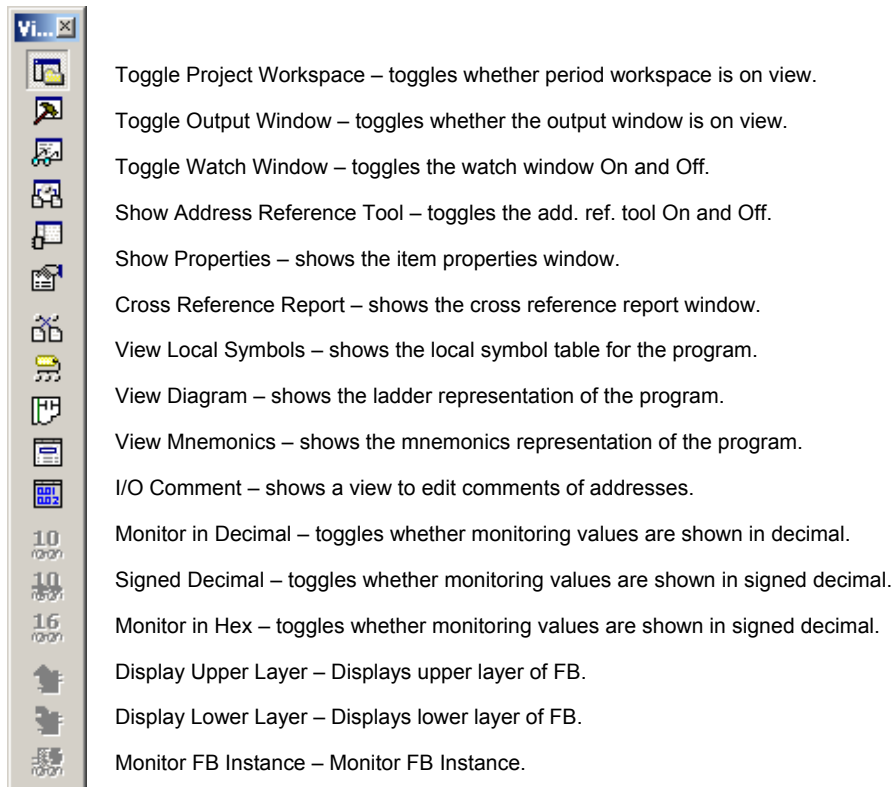 Vi...
Toggle Project Workspace – toggles whether period workspace is on view.
Toggle Output Window – toggles whether the output window is on view.
Toggle Watch Window – toggles the watch window On and Off.
Show Address Reference Tool – toggles the add. ref. tool On and Off.
Show Properties – shows the item properties window.
Cross Reference Report – shows the cross reference report window.
View Local Symbols – shows the local symbol table for the program.
View Diagram – shows the ladder representation of the program.
View Mnemonics – shows the mnemonics representation of the program.
I/O Comment – shows a view to edit comments of addresses.
10
Monitor in Decimal – toggles whether monitoring values are shown in decimal.
10
Signed Decimal – toggles whether monitoring values are shown in signed decimal.
16
Monitor in Hex – toggles whether monitoring values are shown in signed decimal.
Display Upper Layer – Displays upper layer of FB.
Display Lower Layer – Displays lower layer of FB.
Monitor FB Instance – Monitor FB Instance.